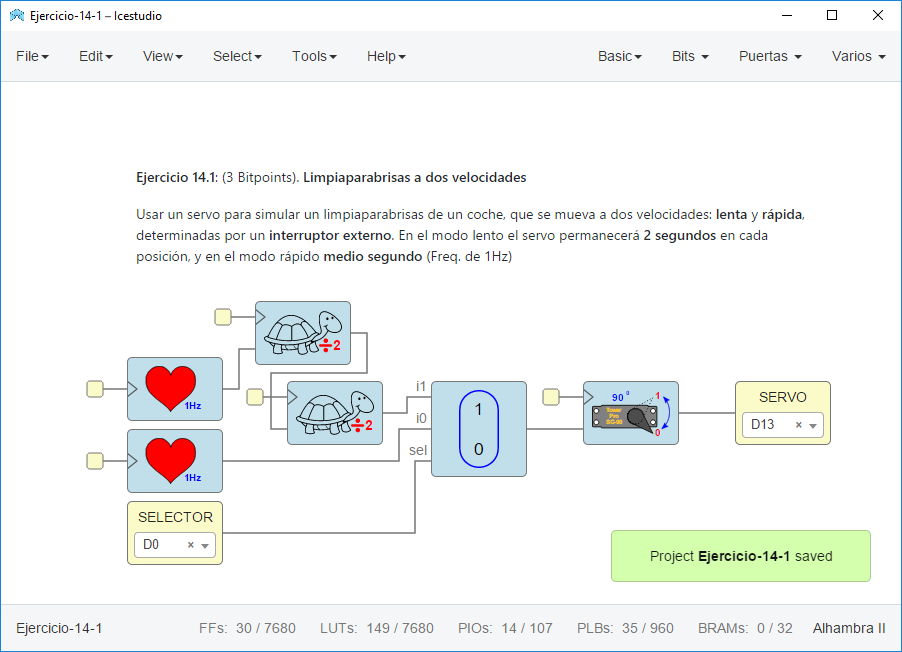 Ejercicio-14-1 – Icestudio
File Edit View Select Tools Help Basic Bits Puertas Varios
Ejercicio 14.1: (3 Bitpoints). Limpiaparabrisas a dos velocidades
Usar un servo para simular un limpiaparabrisas de un coche, que se mueva a dos velocidades: lenta y rápida,
determinadas por un interruptor externo. En el modo lento el servo permanecerá 2 segundos en cada
posición, y en el modo rápido medio segundo (Freq. de 1Hz)
÷2
1Hz
÷2
i1
i0
sel
1
0
90º
1
Tower
Pro
SG-90
0
SERVO
D13 ×
1Hz
SELECTOR
D0 ×
Project Ejercicio-14-1 saved
Ejercicio-14-1 FFs: 30 / 7680 LUTs: 149 / 7680 PIOs: 14 / 107 PLBs: 35 / 960 BRAMs: 0 / 32 Alhambra II